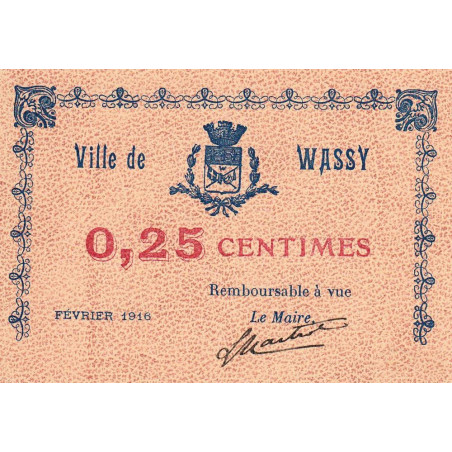 Ville de WASSY
0,25 CENTIMES
Remboursable à vue
FÉVRIER 1916 Le Maire,